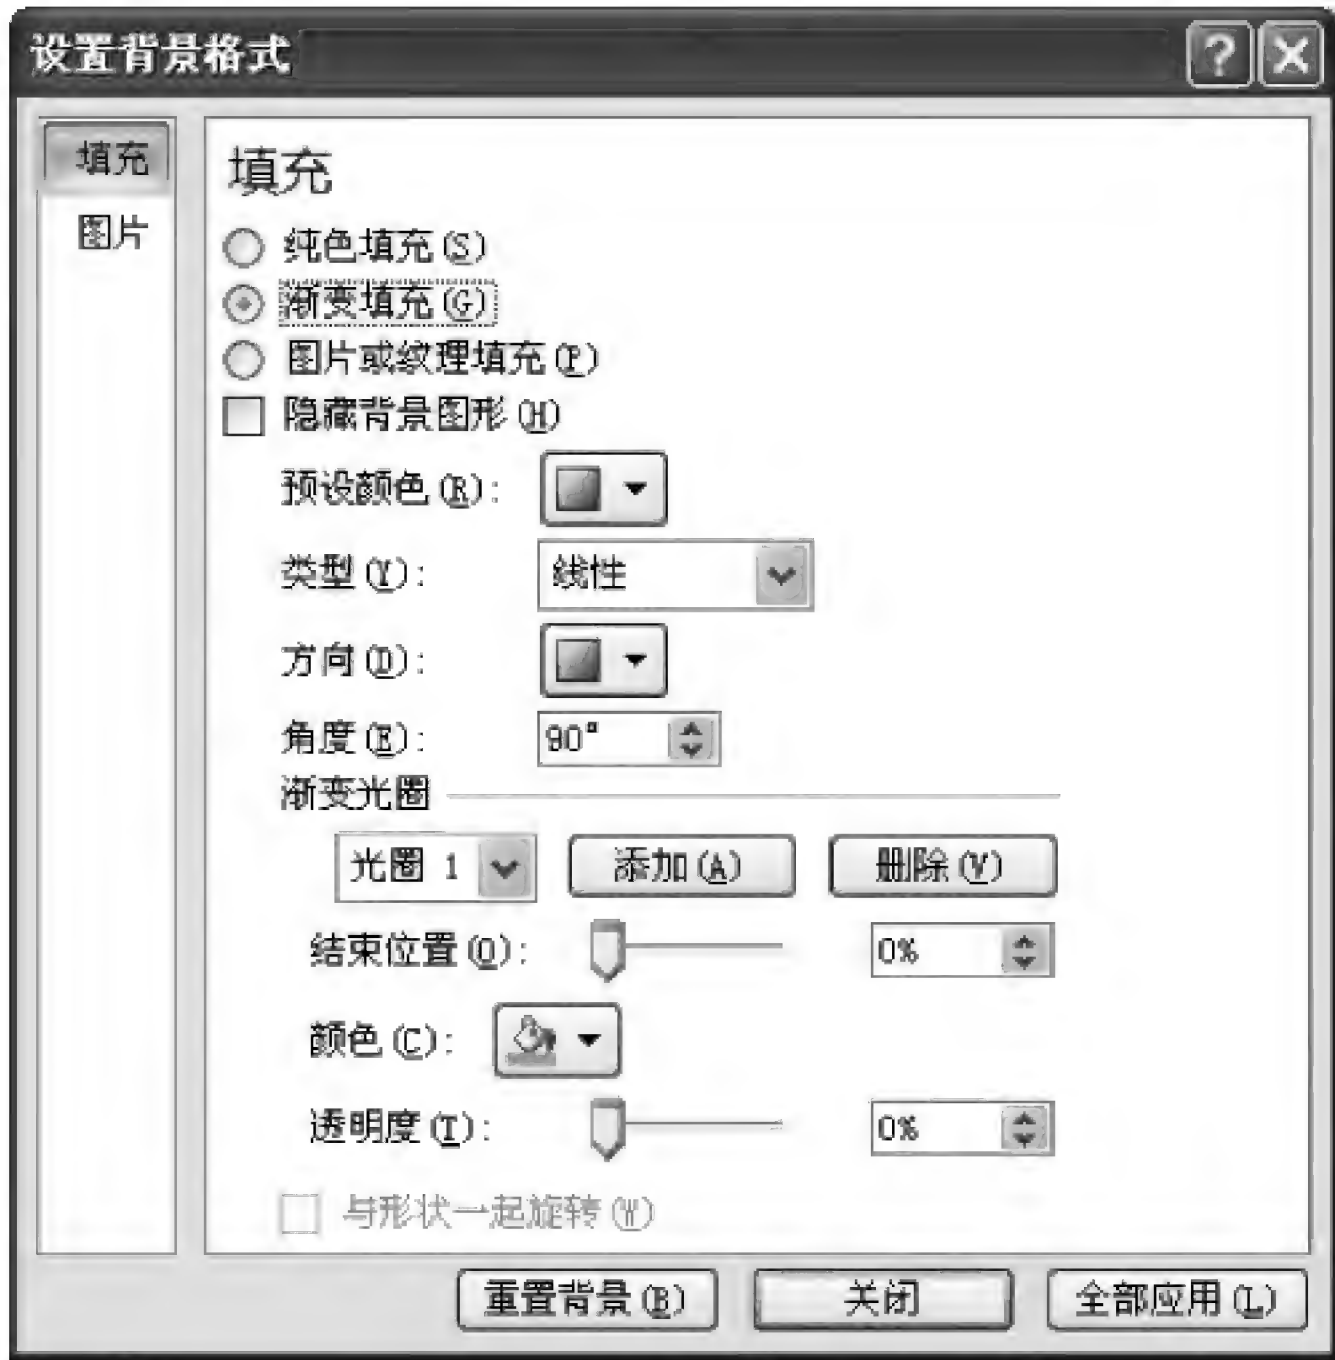 设置背景格式
填充
图片
填充
纯色填充(S)
渐变填充(G)
图片或纹理填充(P)
隐藏背景图形(H)
预设颜色(R):
类型(Y): 线性
方向(D):
角度(E): 90°
渐变光圈
光圈 1 添加(A) 删除(V)
结束位置(O): 0%
颜色(C):
透明度(T): 0%
与形状一起旋转(W)
重置背景(B) 关闭 全部应用(L)